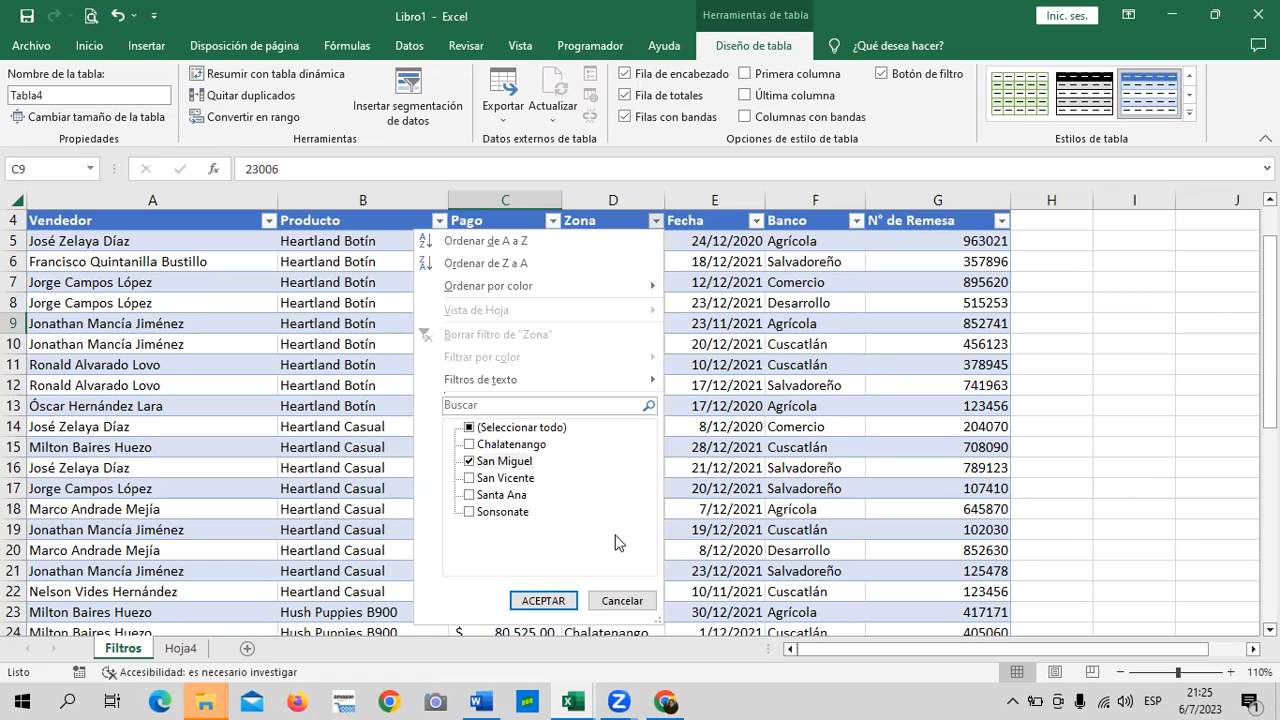 Libro1 - Excel
Herramientas de tabla
Inic. ses.
Archivo Inicio Insertar Disposición de página Fórmulas Datos Revisar Vista Programador Ayuda Diseño de tabla ¿Qué desea hacer?
Nombre de la tabla:
Tabla4
Cambiar tamaño de la tabla
Propiedades
Resumir con tabla dinámica
Quitar duplicados
Convertir en rango
Insertar segmentación
de datos
Herramientas
Exportar Actualizar
Datos externos de tabla
Fila de encabezado Primera columna Botón de filtro
Fila de totales Última columna
Filas con bandas Columnas con bandas
Opciones de estilo de tabla
Estilos de tabla
C9 fx 23006
A B C D E F G H I J
4 Vendedor Producto Pago Zona Fecha Banco N° de Remesa
5 José Zelaya Díaz Heartland Botín 24/12/2020 Agrícola 963021
6 Francisco Quintanilla Bustillo Heartland Botín 18/12/2021 Salvadoreño 357896
7 Jorge Campos López Heartland Botín 12/12/2021 Comercio 895620
8 Jorge Campos López Heartland Botín 23/12/2021 Desarrollo 515253
9 Jonathan Mancía Jiménez Heartland Botín 23/11/2021 Agrícola 852741
10 Jonathan Mancía Jiménez Heartland Botín 20/12/2021 Cuscatlán 456123
11 Ronald Alvarado Lovo Heartland Botín 10/12/2021 Cuscatlán 378945
12 Ronald Alvarado Lovo Heartland Botín 17/12/2021 Salvadoreño 741963
13 Óscar Hernández Lara Heartland Botín 17/12/2020 Agrícola 123456
14 José Zelaya Díaz Heartland Casual 8/12/2020 Comercio 204070
15 Milton Baires Huezo Heartland Casual 28/12/2021 Cuscatlán 708090
16 José Zelaya Díaz Heartland Casual 21/12/2021 Salvadoreño 789123
17 Jorge Campos López Heartland Casual 20/12/2021 Salvadoreño 107410
18 Marco Andrade Mejía Heartland Casual 7/12/2021 Cuscatlán 645870
19 Jonathan Mancía Jiménez Heartland Casual 19/12/2021 Cuscatlán 102030
20 Marco Andrade Mejía Heartland Casual 8/12/2020 Desarrollo 852630
21 Jonathan Mancía Jiménez Heartland Casual 23/12/2021 Salvadoreño 125478
22 Nelson Vides Hernández Heartland Casual 10/11/2021 Cuscatlán 123456
23 Milton Baires Huezo Hush Puppies B900 30/12/2021 Agrícola 417171
24 Milton Baires Huezo Hush Puppies B900 $ 80,525.00 Chalatenango 1/12/2021 Cuscatlán 405060
Ordenar de A a Z
Ordenar de Z a A
Ordenar por color
Vista de Hoja
Borrar filtro de "Zona"
Filtrar por color
Filtros de texto
Buscar
(Seleccionar todo)
Chalatenango
San Miguel
San Vicente
Santa Ana
Sonsonate
ACEPTAR Cancelar
Filtros Hoja4
Listo Accesibilidad: es necesario investigar 110%
amazon
ESP
21:25
6/7/2023